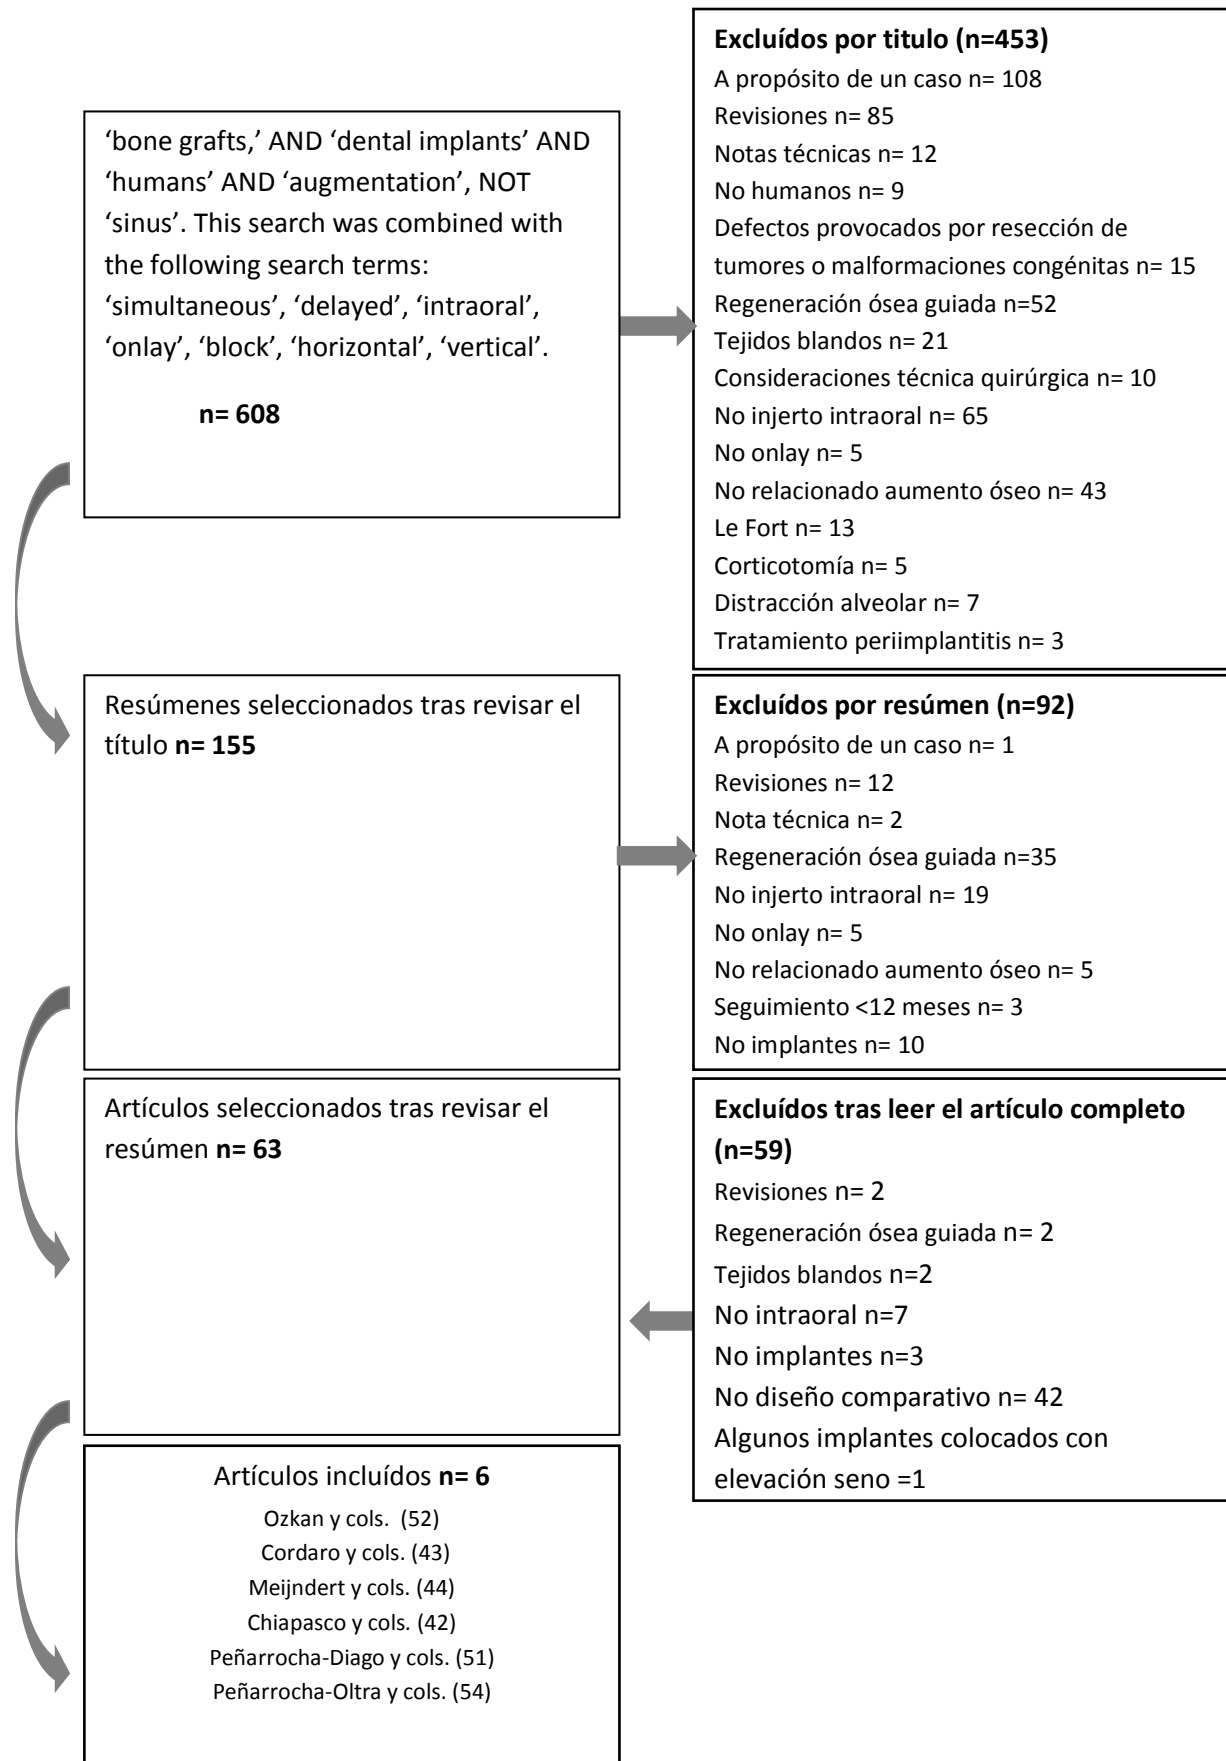 ‘bone grafts,’ AND ‘dental implants’ AND
‘humans’ AND ‘augmentation’, NOT
‘sinus’. This search was combined with
the following search terms:
‘simultaneous’, ‘delayed’, ‘intraoral’,
‘onlay’, ‘block’, ‘horizontal’, ‘vertical’.
n= 608
Excluídos por titulo (n=453)
A propósito de un caso n= 108
Revisiones n= 85
Notas técnicas n= 12
No humanos n= 9
Defectos provocados por resección de
tumores o malformaciones congénitas n= 15
Regeneración ósea guiada n=52
Tejidos blandos n= 21
Consideraciones técnica quirúrgica n= 10
No injerto intraoral n= 65
No onlay n= 5
No relacionado aumento óseo n= 43
Le Fort n= 13
Corticotomía n= 5
Distracción alveolar n= 7
Tratamiento periimplantitis n= 3
Resúmenes seleccionados tras revisar el
título n= 155
Excluídos por resúmen (n=92)
A propósito de un caso n= 1
Revisiones n= 12
Nota técnica n= 2
Regeneración ósea guiada n=35
No injerto intraoral n= 19
No onlay n= 5
No relacionado aumento óseo n= 5
Seguimiento <12 meses n= 3
No implantes n= 10
Artículos seleccionados tras revisar el
resúmen n= 63
Excluídos tras leer el artículo completo
(n=59)
Revisiones n= 2
Regeneración ósea guiada n= 2
Tejidos blandos n=2
No intraoral n=7
No implantes n=3
No diseño comparativo n= 42
Algunos implantes colocados con
elevación seno =1
Artículos incluídos n= 6
Ozkan y cols. (52)
Cordaro y cols. (43)
Meijndert y cols. (44)
Chiapasco y cols. (42)
Peñarrocha-Diago y cols. (51)
Peñarrocha-Oltra y cols. (54)